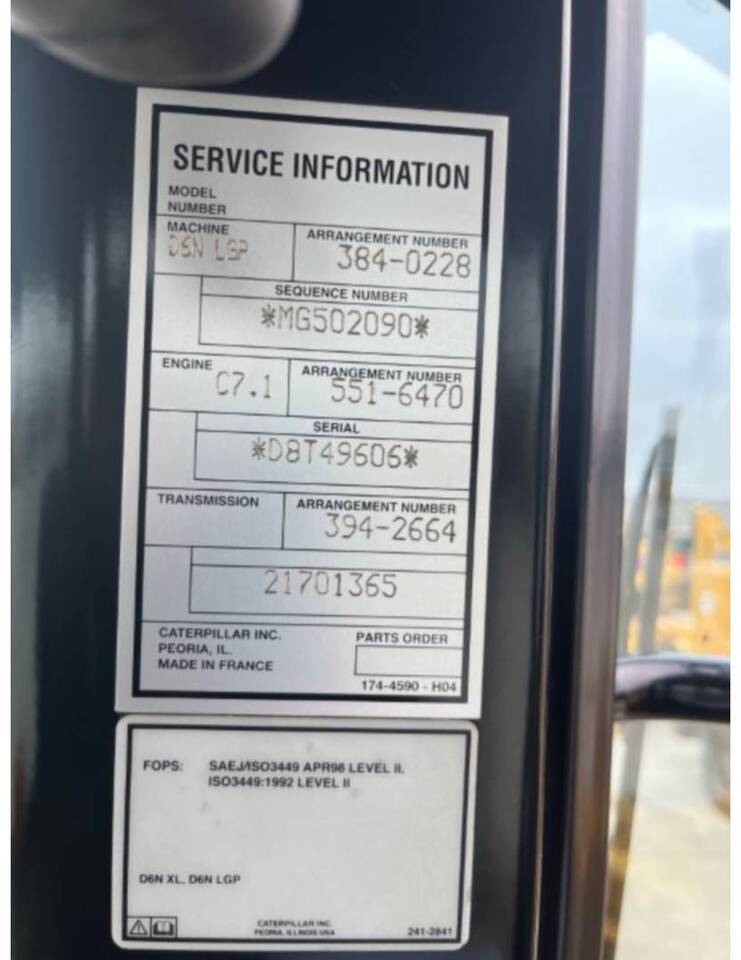 SERVICE INFORMATION
MODEL
NUMBER
MACHINE
D6N LGP
ARRANGEMENT NUMBER
384-0228
SEQUENCE NUMBER
*MG502090*
ENGINE
C7.1
ARRANGEMENT NUMBER
551-6470
SERIAL
*D8T49606*
TRANSMISSION
ARRANGEMENT NUMBER
394-2664
21701365
CATERPILLAR INC.
PEORIA, IL.
MADE IN FRANCE
PARTS ORDER
174-4590 - H04
FOPS: SAEJ/ISO3449 APR98 LEVEL II,
ISO3449:1992 LEVEL II
D6N XL, D6N LGP
CATERPILLAR INC.
PEORIA, ILLINOIS USA
241-2841